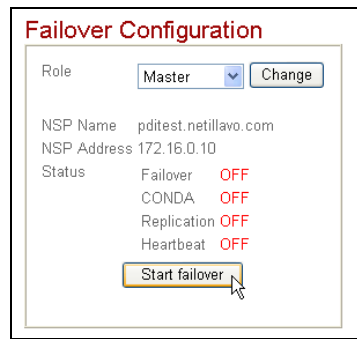 Failover Configuration
Role Master Change
NSP Name pditest.netillavo.com
NSP Address 172.16.0.10
Status Failover OFF
CONDA OFF
Replication OFF
Heartbeat OFF
Start failover